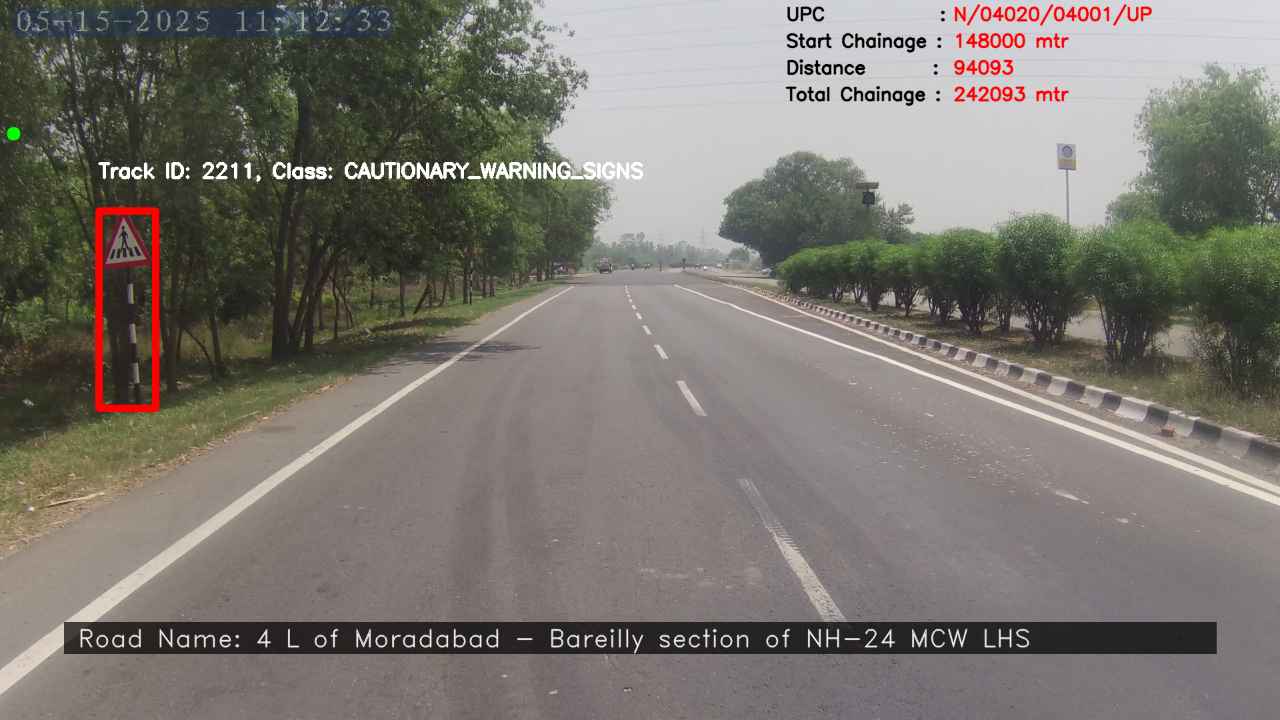 05-15-2025 11:12:33
UPC : N/04020/04001/UP
Start Chainage : 148000 mtr
Distance : 94093
Total Chainage : 242093 mtr
Track ID: 2211, Class: CAUTIONARY_WARNING_SIGNS
Road Name: 4 L of Moradabad - Bareilly section of NH-24 MCW LHS